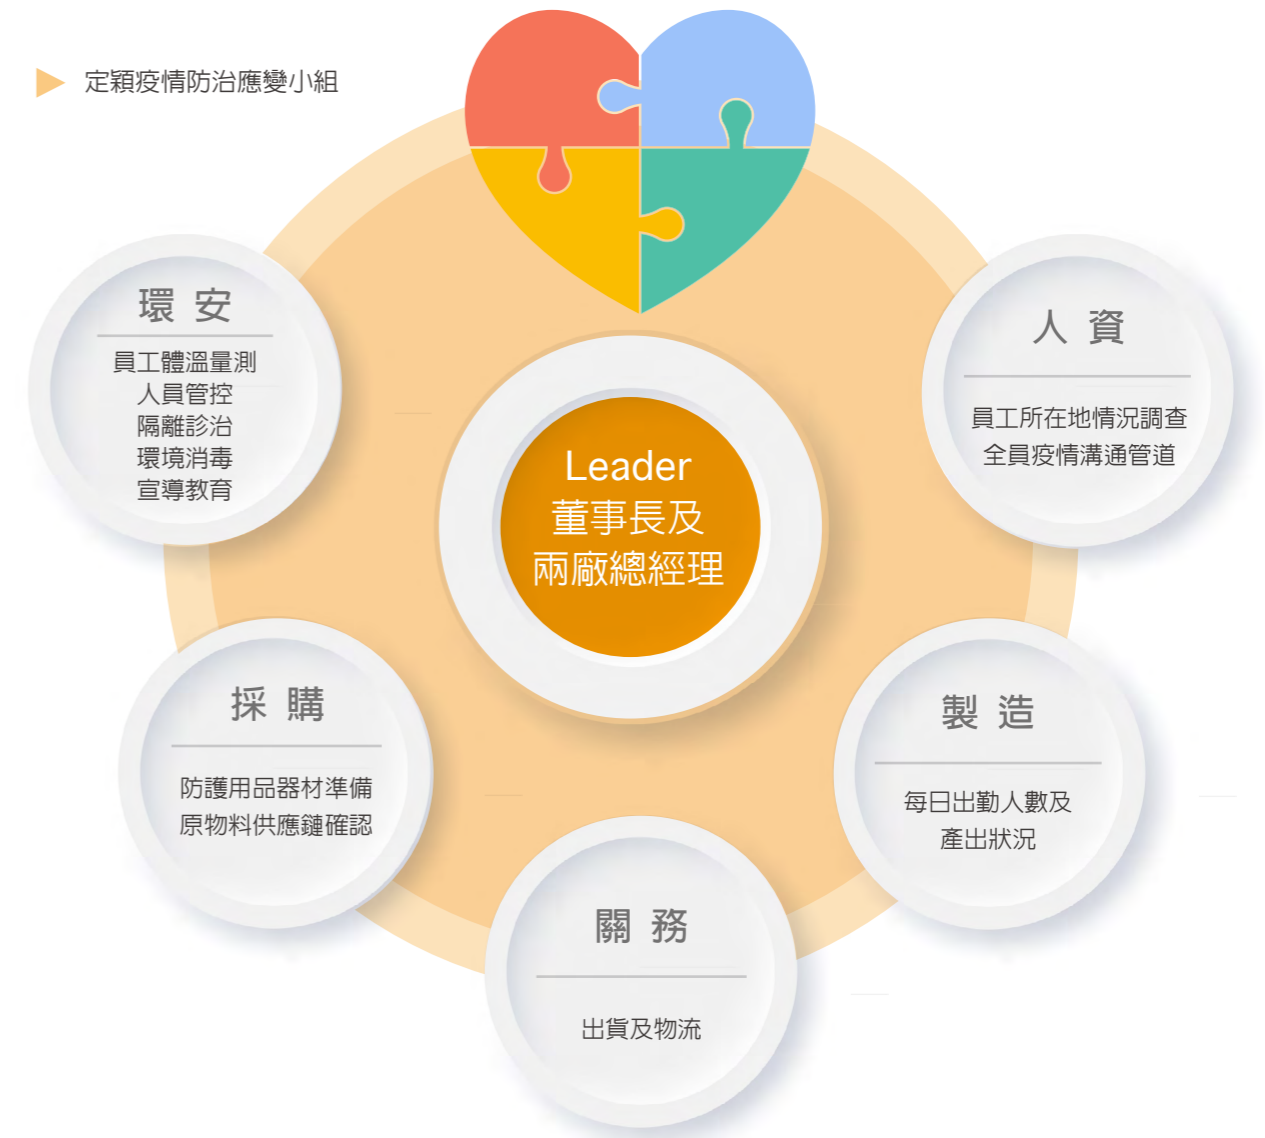 定穎疫情防治應變小組
環安
員工體溫量測
人員管控
隔離診治
環境消毒
宣導教育
人資
員工所在地情況調查
全員疫情溝通管道
Leader
董事長及
兩廠總經理
採購
防護用品器材準備
原物料供應鏈確認
製造
每日出勤人數及
產出狀況
關務
出貨及物流